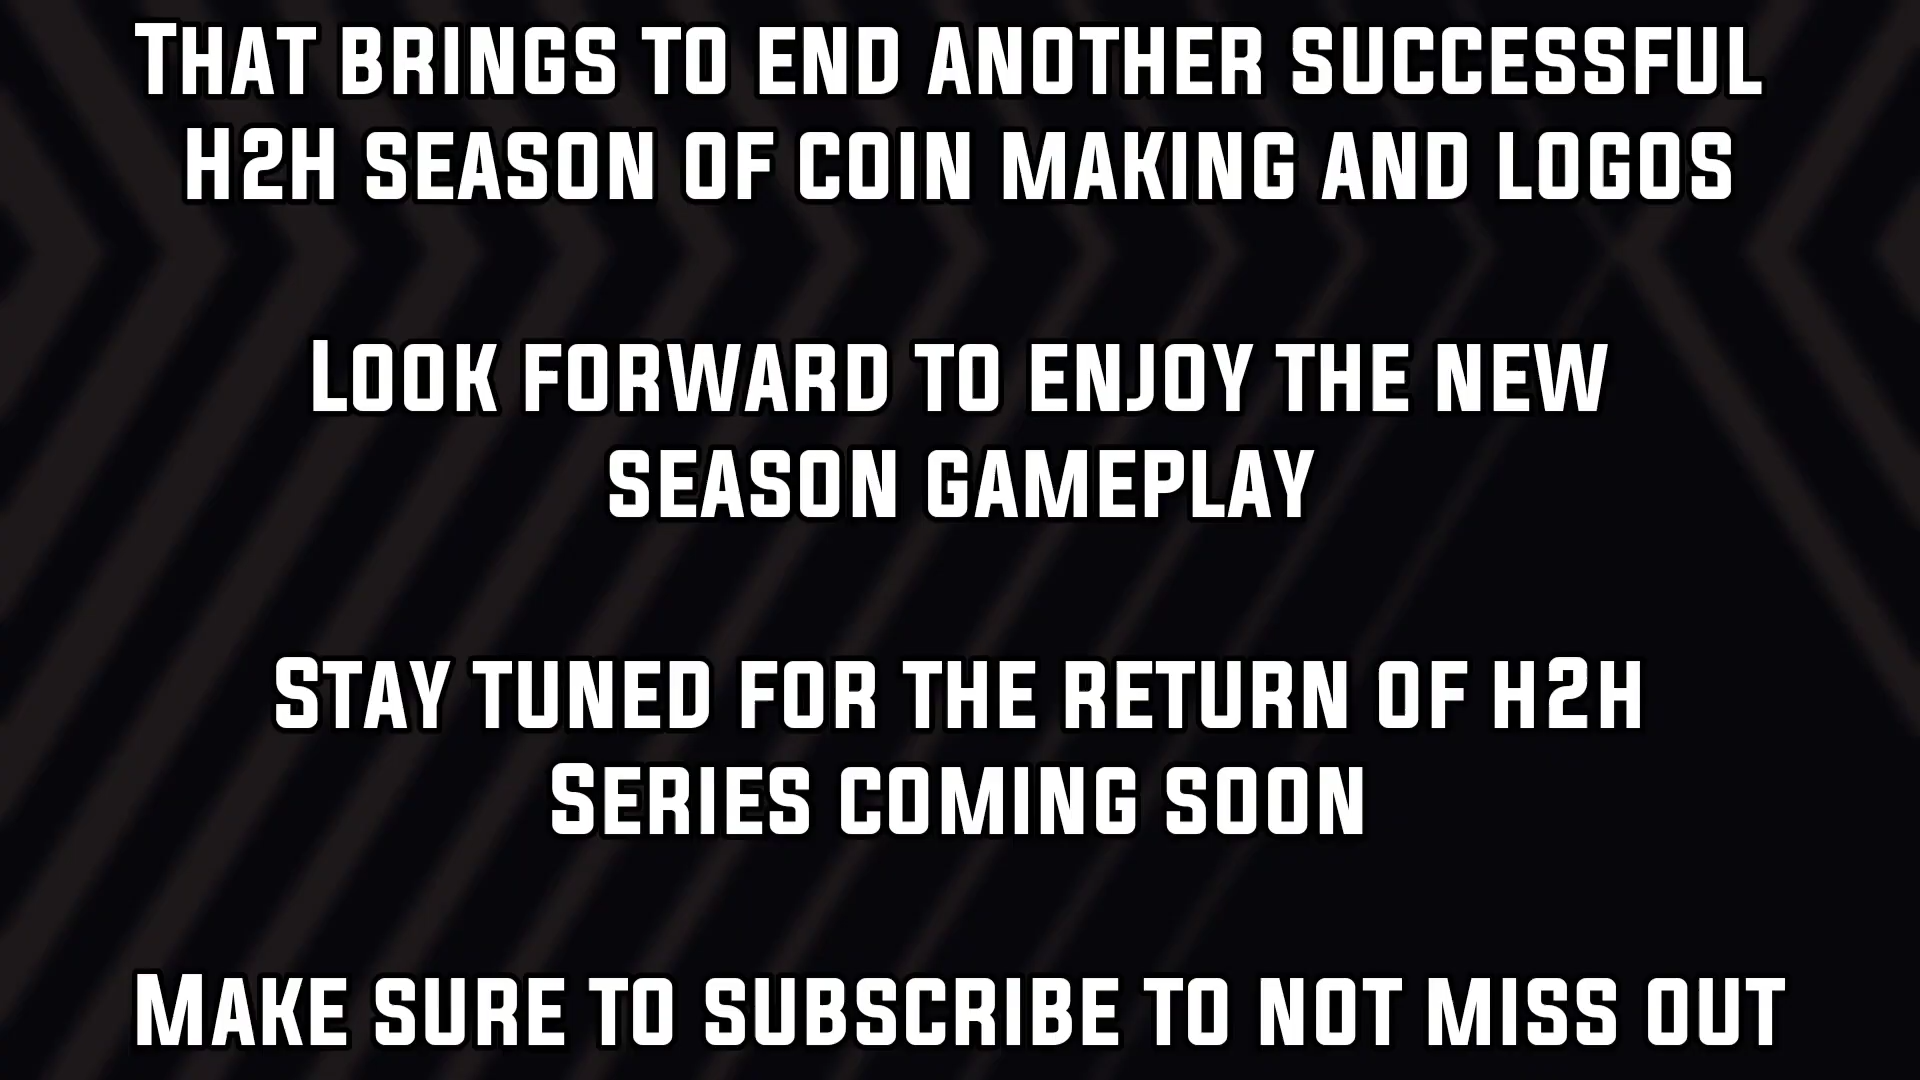 That brings to end another successful
H2H season of coin making and logos
Look forward to enjoy the new
season gameplay
Stay tuned for the return of H2H
Series coming soon
Make sure to subscribe to not miss out